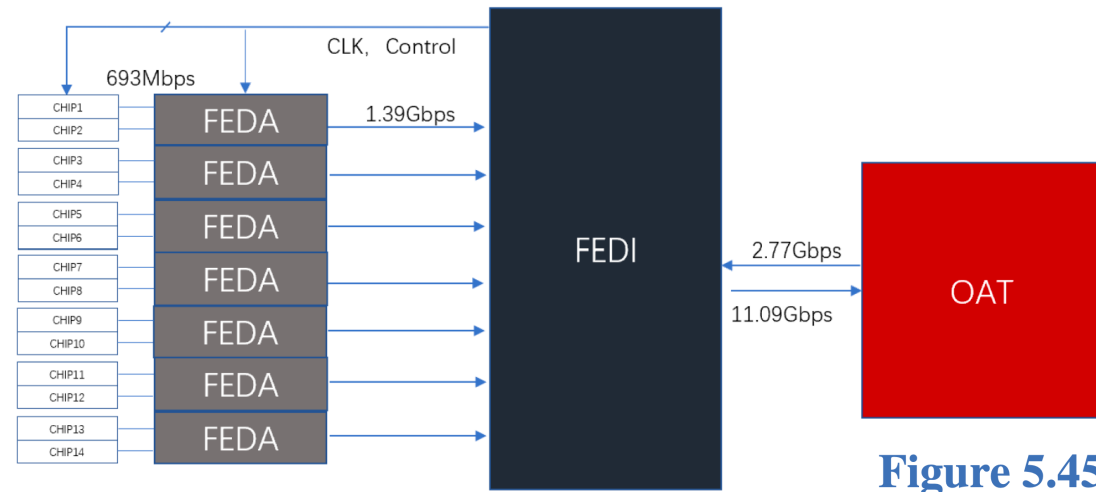 CLK, Control
693Mbps
CHIP1
CHIP2
FEDA
1.39Gbps
CHIP3
CHIP4
FEDA
CHIP5
CHIP6
FEDA
CHIP7
CHIP8
FEDA
CHIP9
CHIP10
FEDA
CHIP11
CHIP12
FEDA
CHIP13
CHIP14
FEDA
FEDI
2.77Gbps
11.09Gbps
OAT
Figure 5.45